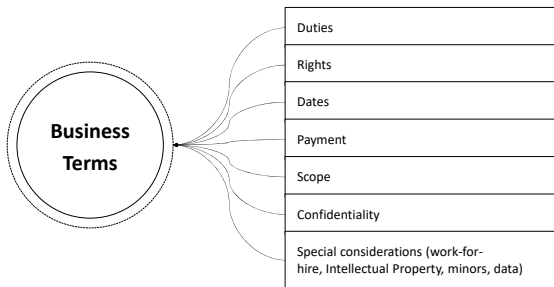 Business
Terms
Duties
Rights
Dates
Payment
Scope
Confidentiality
Special considerations (work-for-
hire, Intellectual Property, minors, data)